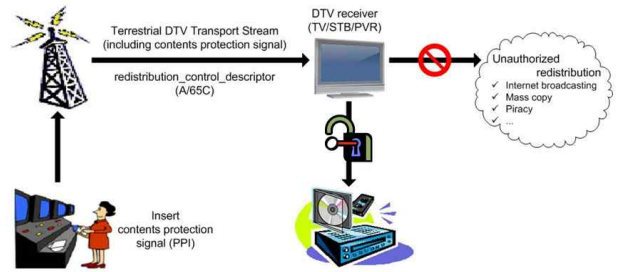 Terrestrial DTV Transport Stream
(including contents protection signal)
redistribution_control_descriptor
(A/65C)
DTV receiver
(TV/STB/PVR)
Unauthorized
redistribution
✓ Internet broadcasting
✓ Mass copy
✓ Piracy
✓ ...
Insert
contents protection
signal (PPI)